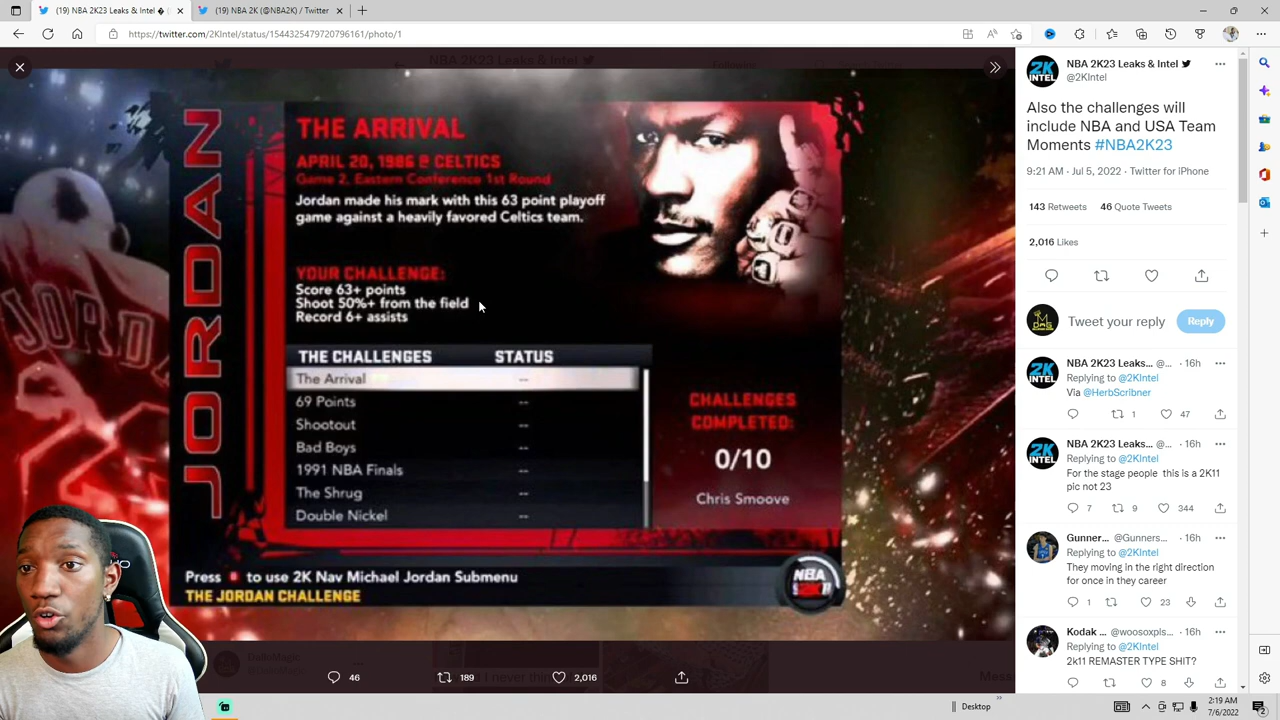 (19) NBA 2K23 Leaks & Intel
(19) NBA 2K (@NBA2K) / Twitter
https://twitter.com/2KIntel/status/1544325479720796161/photo/1
JORDAN
THE ARRIVAL
APRIL 20, 1986 @ CELTICS
Game 2, Eastern Conference 1st Round
Jordan made his mark with this 63 point playoff
game against a heavily favored Celtics team.
YOUR CHALLENGE:
Score 63+ points
Shoot 50%+ from the field
Record 6+ assists
THE CHALLENGES STATUS
The Arrival --
69 Points --
Shootout --
Bad Boys --
1991 NBA Finals --
The Shrug --
Double Nickel --
CHALLENGES
COMPLETED:
0/10
Chris Smoove
Press to use 2K Nav Michael Jordan Submenu
THE JORDAN CHALLENGE
NBA
2K11
46 189 2,016
NBA 2K23 Leaks & Intel
@2KIntel
Also the challenges will
include NBA and USA Team
Moments #NBA2K23
9:21 AM · Jul 5, 2022 · Twitter for iPhone
143 Retweets 46 Quote Tweets
2,016 Likes
Tweet your reply Reply
NBA 2K23 Leaks... @... · 16h
Replying to @2KIntel
Via @HerbScribner
1 47
NBA 2K23 Leaks... @... · 16h
Replying to @2KIntel
For the stage people this is a 2K11
pic not 23
7 9 344
Gunner... @Gunners... · 16h
Replying to @2KIntel
They moving in the right direction
for once in they career
1 23
Kodak ... @woosoxpls... · 16h
Replying to @2KIntel
2k11 REMASTER TYPE SHIT?
8
Desktop
2:19 AM
7/6/2022
2